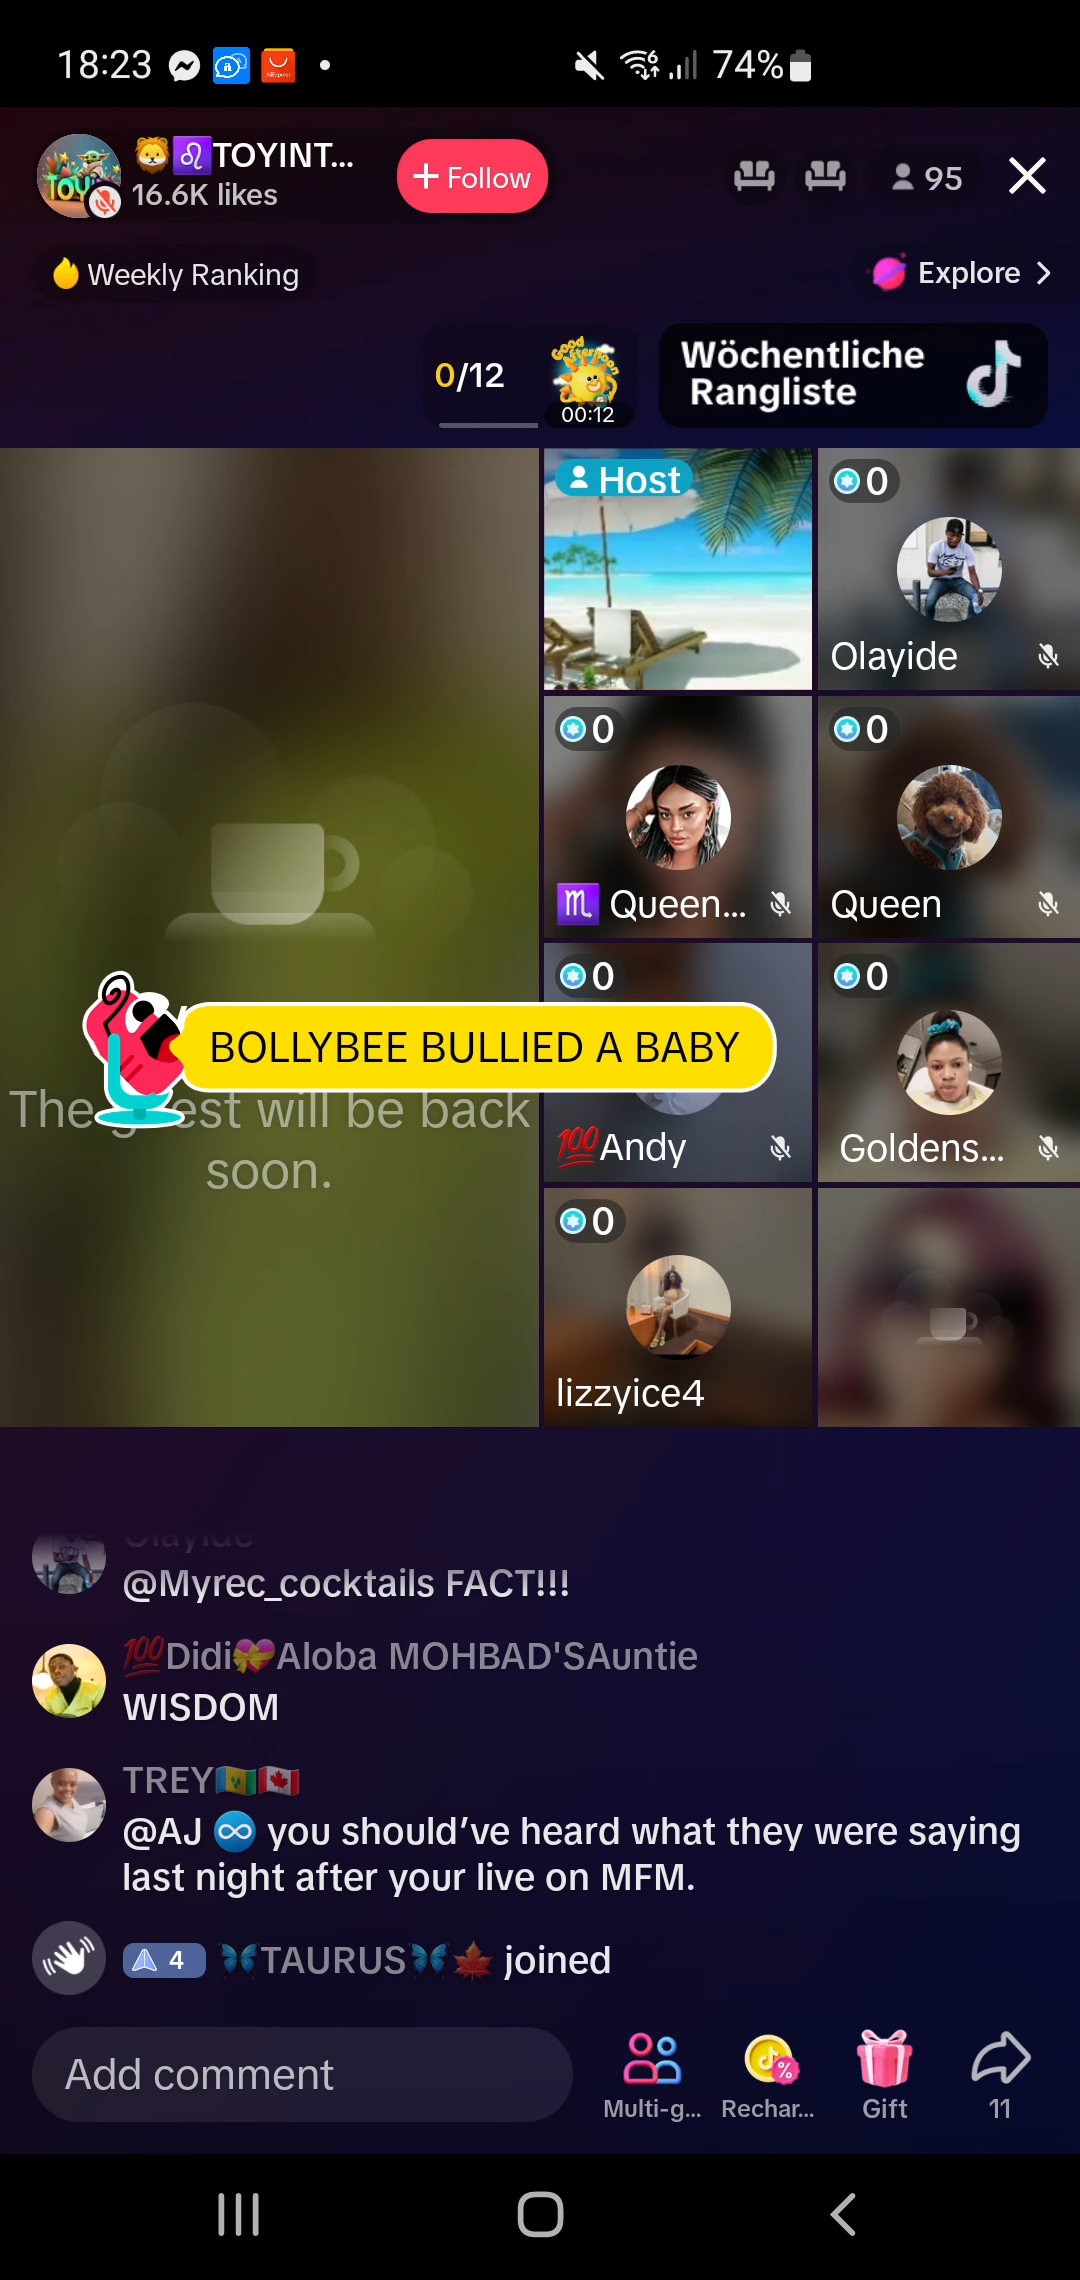 18:23
74%
🦁♌TOYINT...
16.6K likes
+ Follow
95
Weekly Ranking
Explore
0/12
Good Afternoon
00:12
Wöchentliche
Rangliste
Host
0
Olayide
0
♏ Queen...
0
Queen
0
💯Andy
0
Goldens...
BOLLYBEE BULLIED A BABY
will be back
soon.
0
lizzyice4
Olayide
@Myrec_cocktails FACT!!!
💯Didi💝Aloba MOHBAD'SAuntie
WISDOM
TREY🇻🇨🇨🇦
@AJ ♾️ you should’ve heard what they were saying
last night after your live on MFM.
4 🦋TAURUS🦋🍁 joined
Add comment
Multi-g...
Rechar...
Gift
11